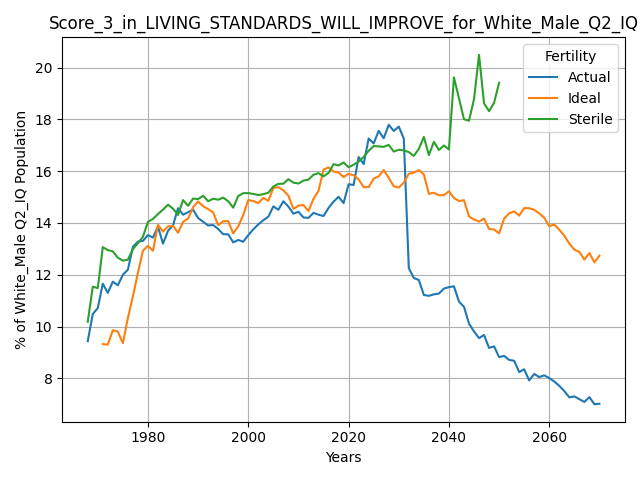 Score_3_in_LIVING_STANDARDS_WILL_IMPROVE_for_White_Male_Q2_IQ
Fertility
Actual
Ideal
Sterile
% of White_Male Q2_IQ Population
20
18
16
14
12
10
8
1980
2000
2020
2040
2060
Years